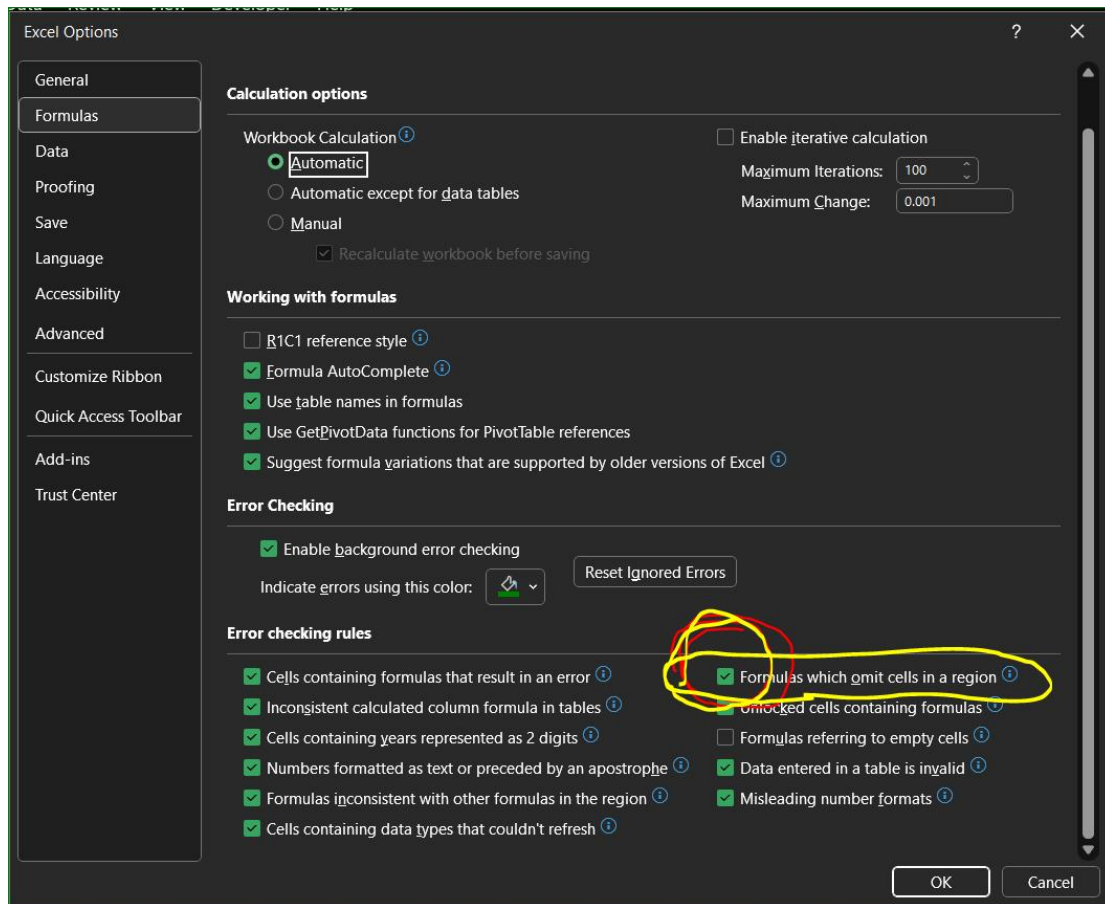 Data Review View Developer Help
Excel Options
?
General
Formulas
Data
Proofing
Save
Language
Accessibility
Advanced
Customize Ribbon
Quick Access Toolbar
Add-ins
Trust Center
Calculation options
Workbook Calculation
Automatic
Automatic except for data tables
Manual
Recalculate workbook before saving
Enable iterative calculation
Maximum Iterations: 100
Maximum Change: 0.001
Working with formulas
R1C1 reference style
Formula AutoComplete
Use table names in formulas
Use GetPivotData functions for PivotTable references
Suggest formula variations that are supported by older versions of Excel
Error Checking
Enable background error checking
Indicate errors using this color:
Reset Ignored Errors
Error checking rules
Cells containing formulas that result in an error
Inconsistent calculated column formula in tables
Cells containing years represented as 2 digits
Numbers formatted as text or preceded by an apostrophe
Formulas inconsistent with other formulas in the region
Cells containing data types that couldn't refresh
Formulas which omit cells in a region
Unlocked cells containing formulas
Formulas referring to empty cells
Data entered in a table is invalid
Misleading number formats
OK
Cancel